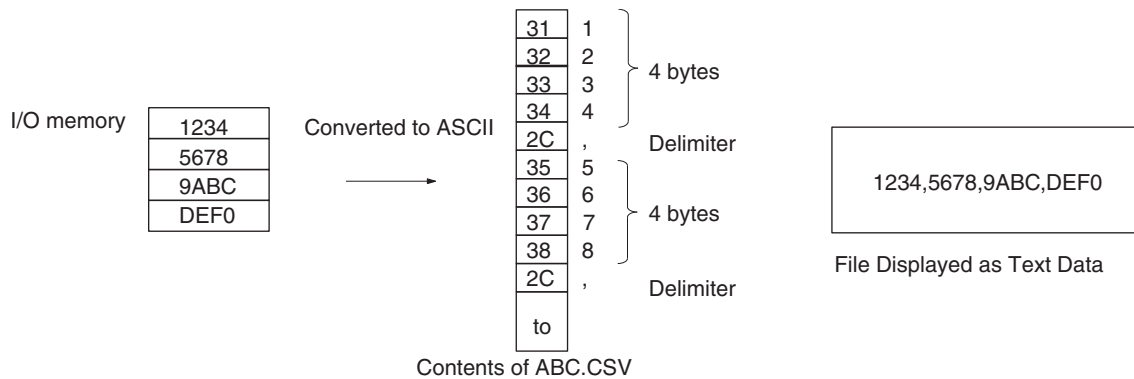 I/O memory
1234
5678
9ABC
DEF0
Converted to ASCII
31 1
32 2
33 3
34 4
4 bytes
2C , Delimiter
35 5
36 6
37 7
38 8
4 bytes
2C , Delimiter
to
Contents of ABC.CSV
1234,5678,9ABC,DEF0
File Displayed as Text Data